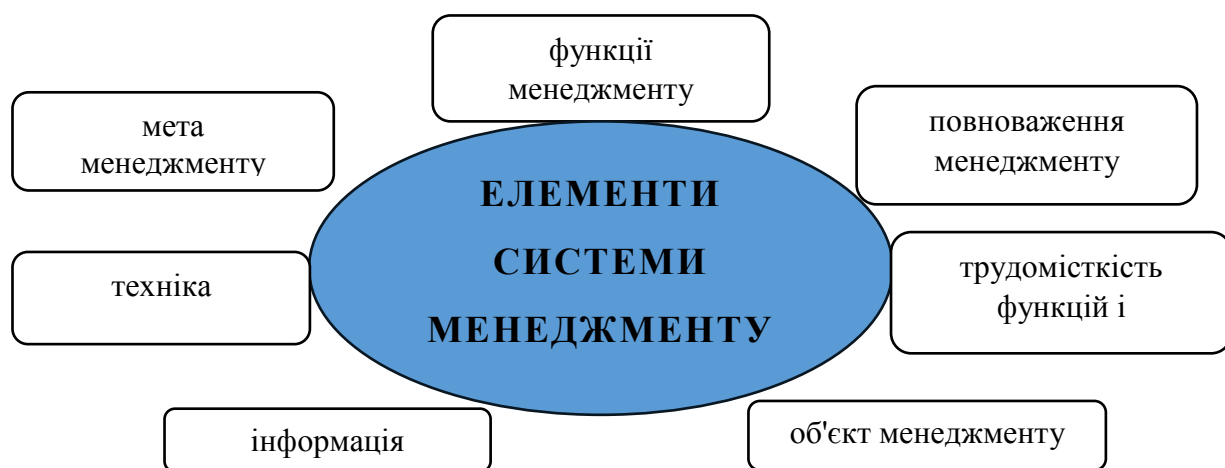 функції
менеджменту
мета
менеджменту
повноваження
менеджменту
ЕЛЕМЕНТИ
СИСТЕМИ
МЕНЕДЖМЕНТУ
техніка
трудомісткість
функцій і
інформація
об'єкт менеджменту